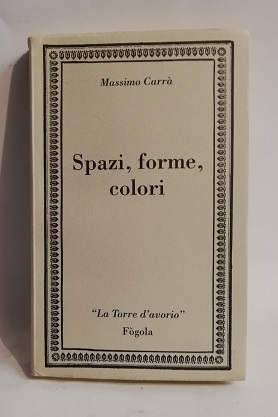 Massimo Carrà
Spazi, forme,
colori
"La Torre d'avorio"
Fògola